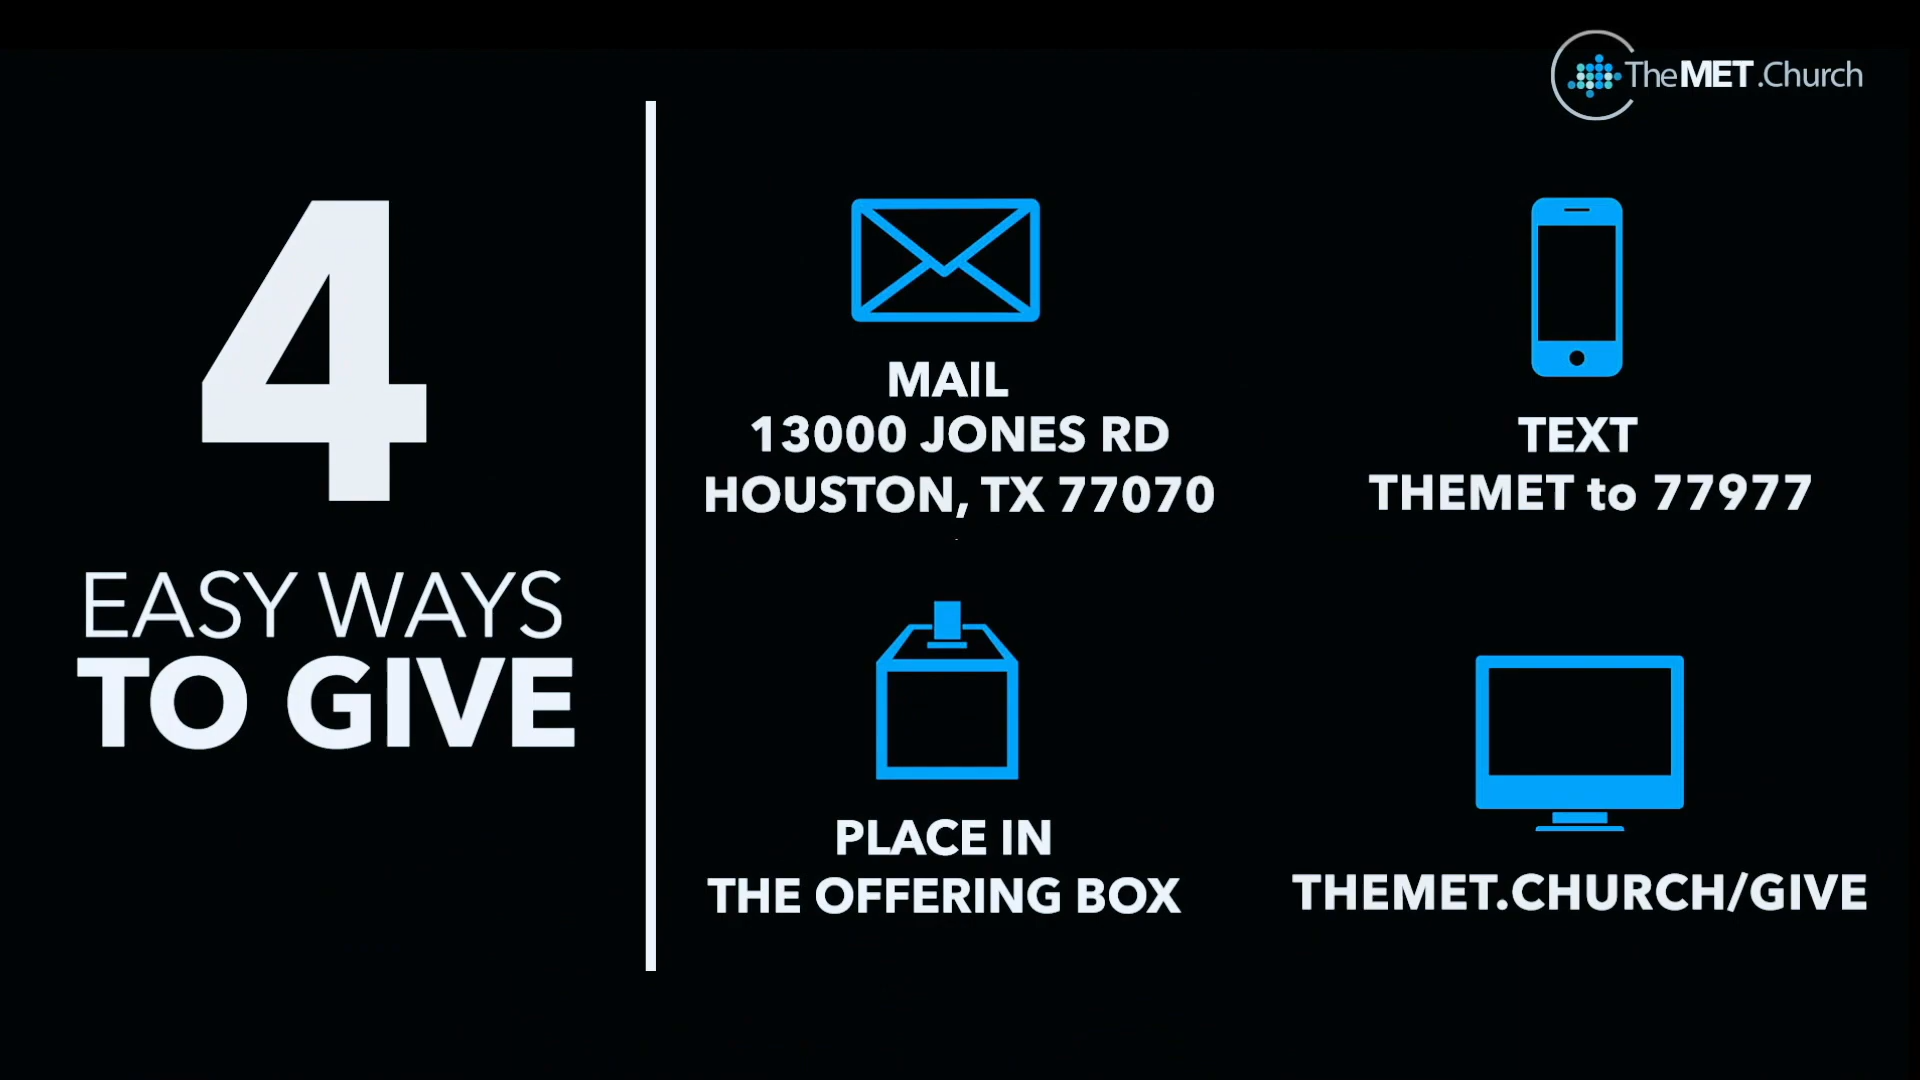 TheMET.Church
4
EASY WAYS
TO GIVE
MAIL
13000 JONES RD
HOUSTON, TX 77070
TEXT
THEMET to 77977
PLACE IN
THE OFFERING BOX
THEMET.CHURCH/GIVE